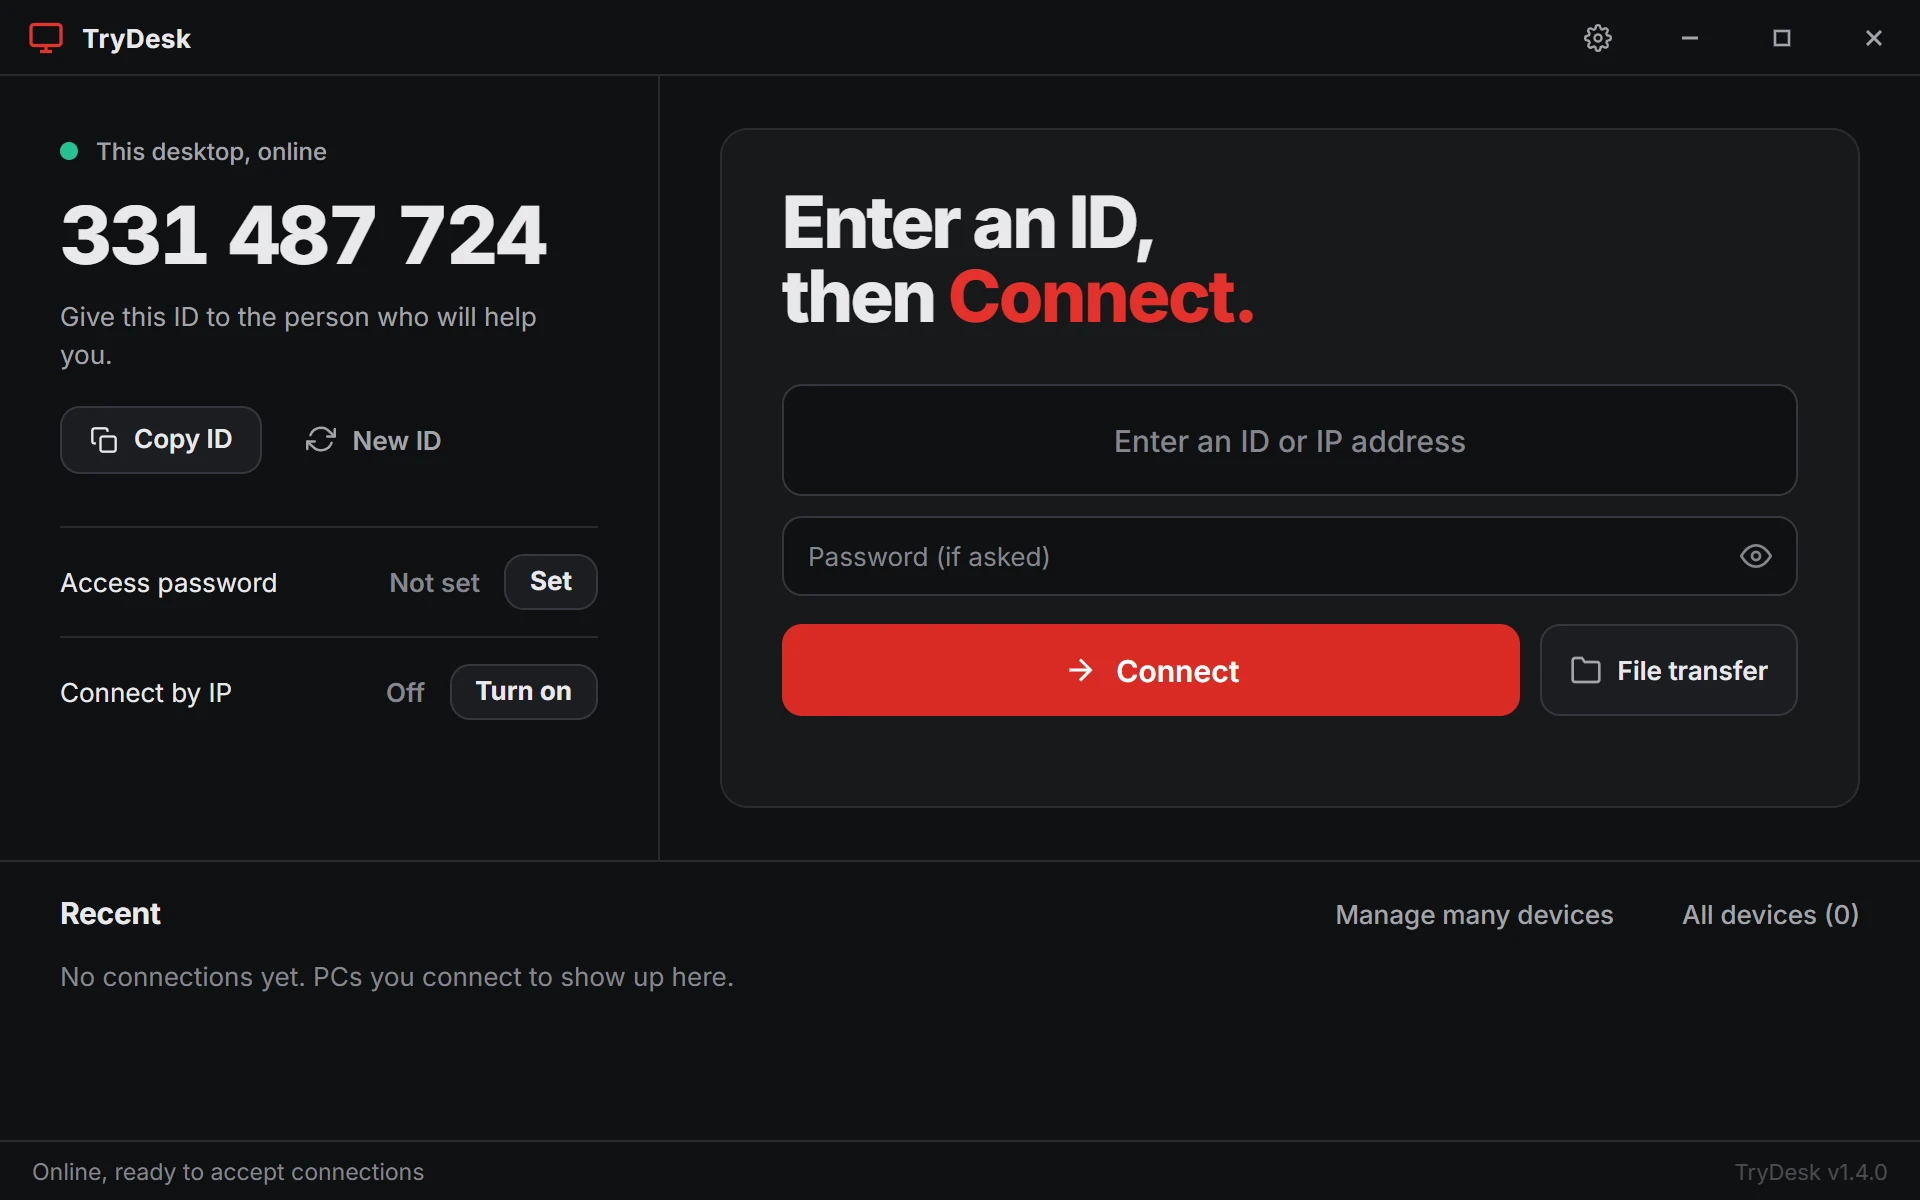 TryDesk
This desktop, online
331 487 724
Give this ID to the person who will help
you.
Copy ID
New ID
Access password
Not set
Set
Connect by IP
Off
Turn on
Enter an ID,
then Connect.
Enter an ID or IP address
Password (if asked)
Connect
File transfer
Recent
Manage many devices
All devices (0)
No connections yet. PCs you connect to show up here.
Online, ready to accept connections
TryDesk v1.4.0